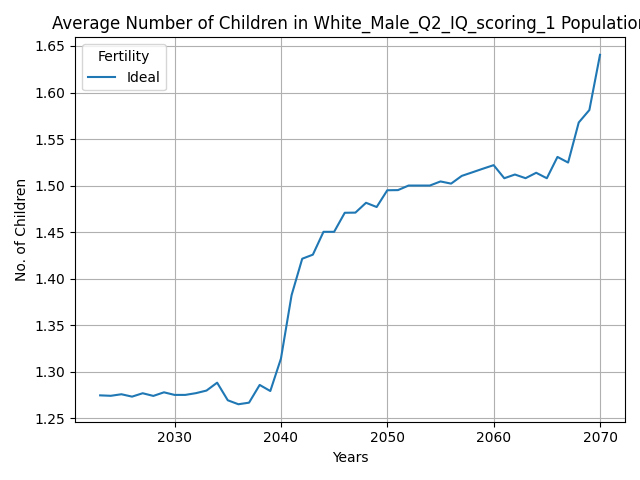 Average Number of Children in White_Male_Q2_IQ_scoring_1 Population
Fertility
Ideal
No. of Children
1.65
1.60
1.55
1.50
1.45
1.40
1.35
1.30
1.25
2030 2040 2050 2060 2070
Years